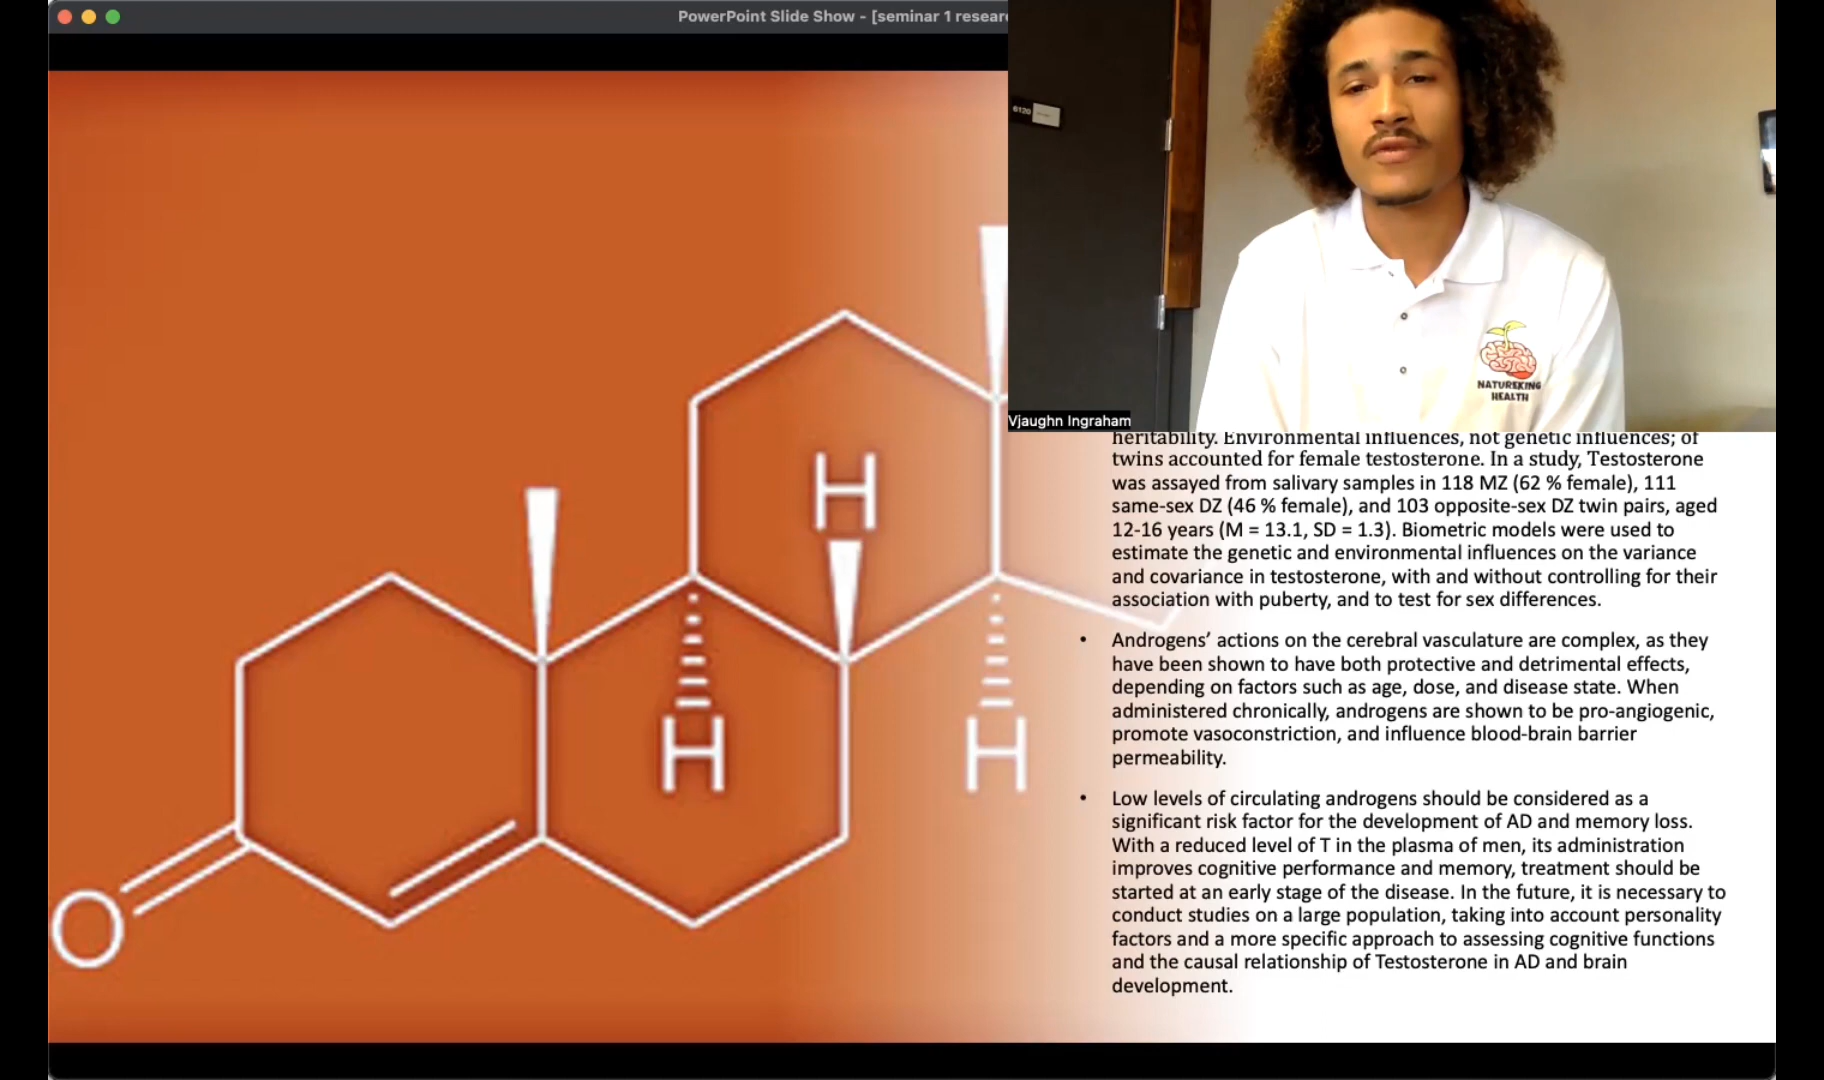 PowerPoint Slide Show - [seminar 1 resear
6120
NATUREKING
HEALTH
Vjaughn Ingraham
heritability. Environmental influences, not genetic influences; of
twins accounted for female testosterone. In a study, Testosterone
was assayed from salivary samples in 118 MZ (62 % female), 111
same-sex DZ (46 % female), and 103 opposite-sex DZ twin pairs, aged
12-16 years (M = 13.1, SD = 1.3). Biometric models were used to
estimate the genetic and environmental influences on the variance
and covariance in testosterone, with and without controlling for their
association with puberty, and to test for sex differences.
• Androgens’ actions on the cerebral vasculature are complex, as they
have been shown to have both protective and detrimental effects,
depending on factors such as age, dose, and disease state. When
administered chronically, androgens are shown to be pro-angiogenic,
promote vasoconstriction, and influence blood-brain barrier
permeability.
• Low levels of circulating androgens should be considered as a
significant risk factor for the development of AD and memory loss.
With a reduced level of T in the plasma of men, its administration
improves cognitive performance and memory, treatment should be
started at an early stage of the disease. In the future, it is necessary to
conduct studies on a large population, taking into account personality
factors and a more specific approach to assessing cognitive functions
and the causal relationship of Testosterone in AD and brain
development.
H
H
H
O